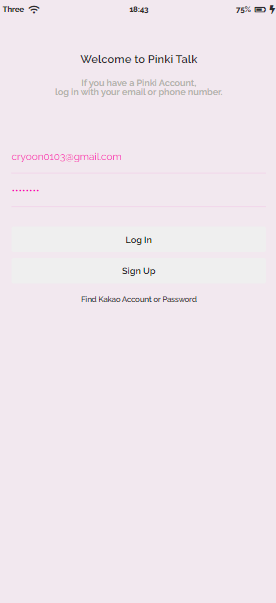 Three 18:43 75%
Welcome to Pinki Talk
If you have a Pinki Account,
log in with your email or phone number.
cryoon0103@gmail.com
••••••••
Log In
Sign Up
Find Kakao Account or Password